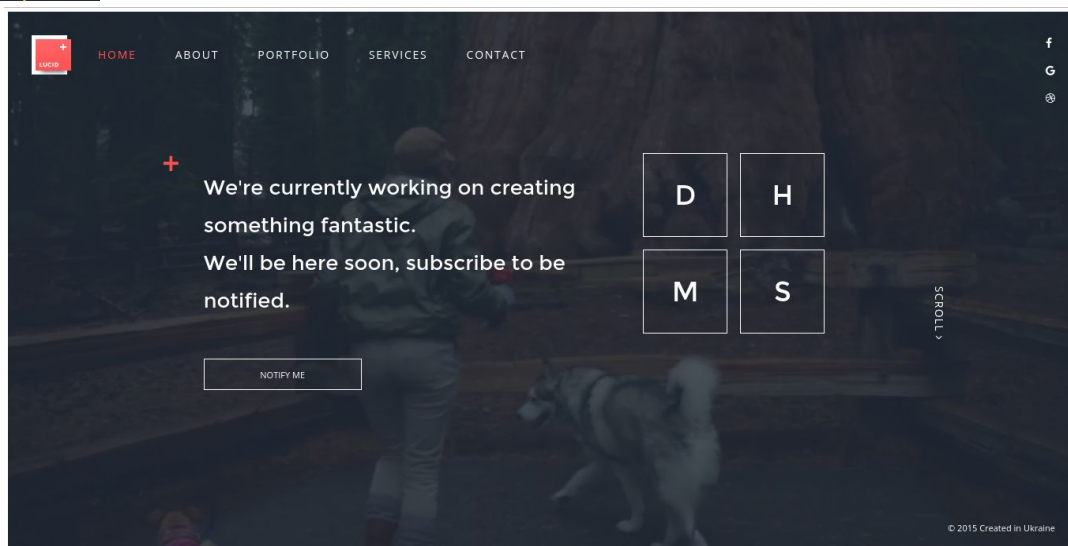 LUCID
HOME ABOUT PORTFOLIO SERVICES CONTACT
We're currently working on creating
something fantastic.
We'll be here soon, subscribe to be
notified.
NOTIFY ME
D H
M S
SCROLL >
© 2015 Created in Ukraine